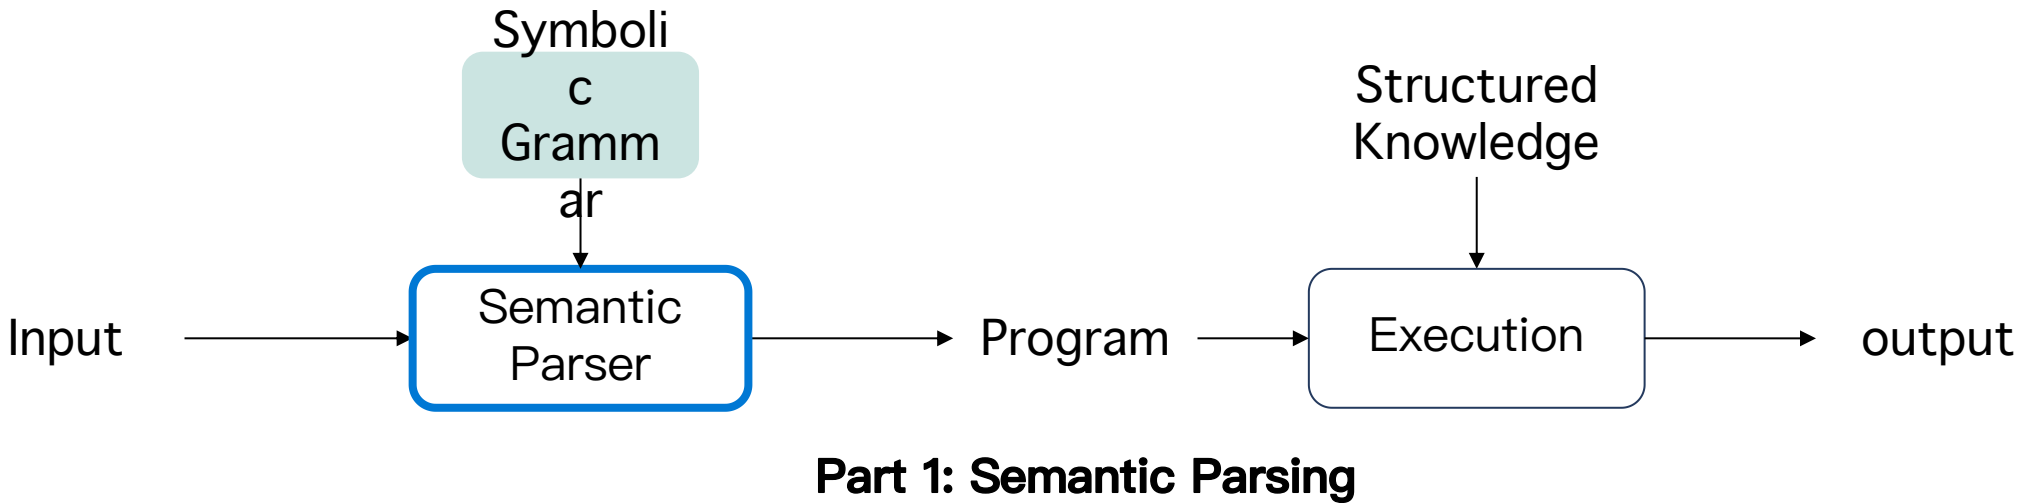 Symboli
c
Gramm
ar
Structured
Knowledge
Input
Semantic
Parser
Program
Execution
output
Part 1: Semantic Parsing